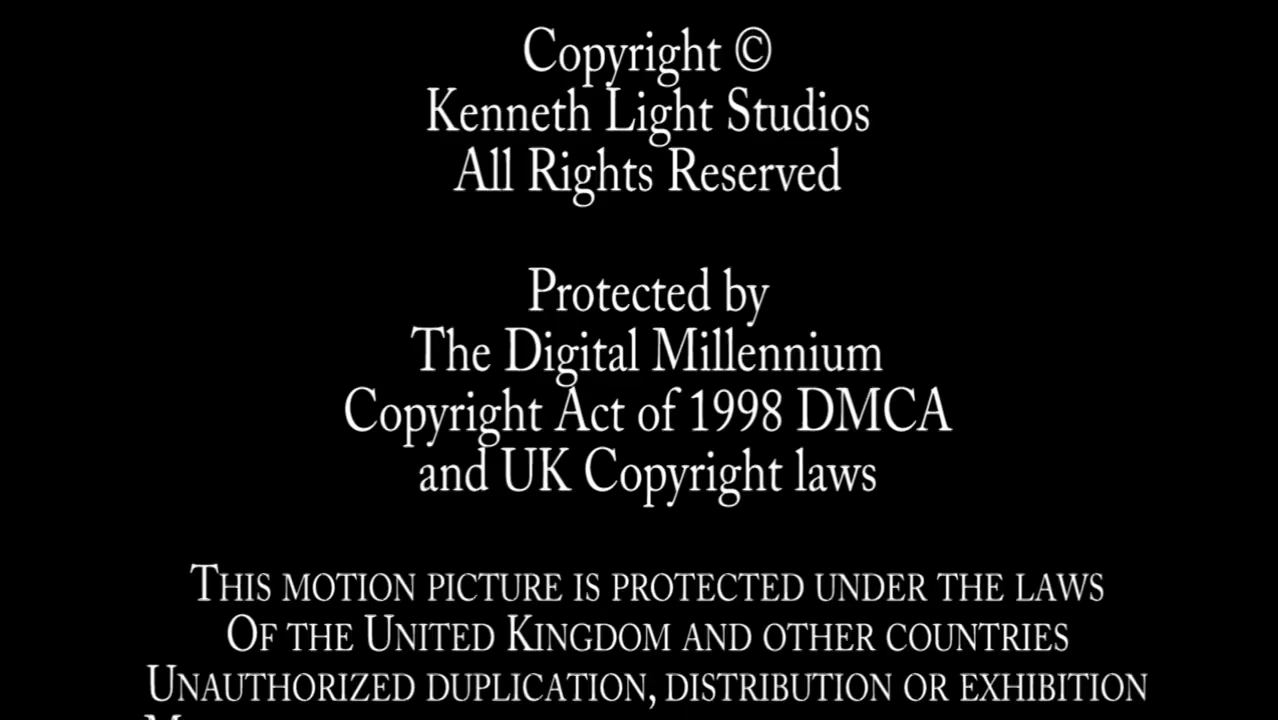 Copyright ©
Kenneth Light Studios
All Rights Reserved
Protected by
The Digital Millennium
Copyright Act of 1998 DMCA
and UK Copyright laws
THIS MOTION PICTURE IS PROTECTED UNDER THE LAWS
OF THE UNITED KINGDOM AND OTHER COUNTRIES
UNAUTHORIZED DUPLICATION, DISTRIBUTION OR EXHIBITION